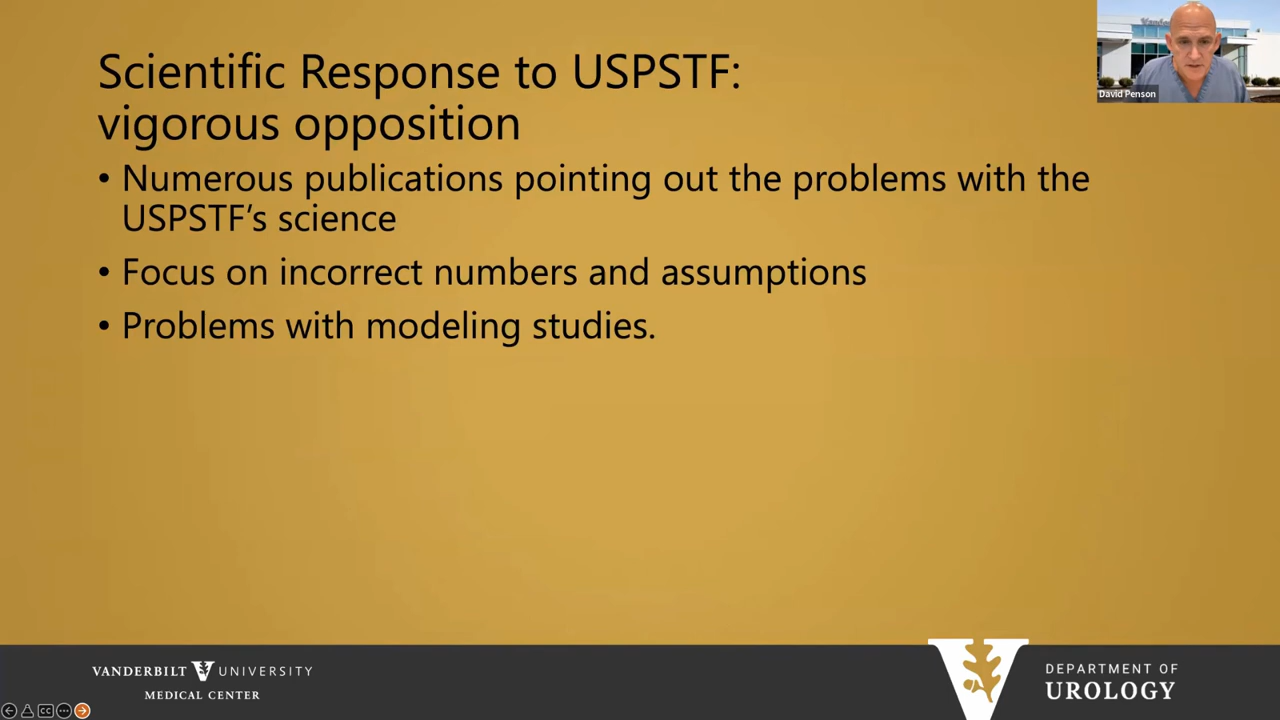 Scientific Response to USPSTF:
vigorous opposition
• Numerous publications pointing out the problems with the
USPSTF’s science
• Focus on incorrect numbers and assumptions
• Problems with modeling studies.
David Penson
VANDERBILT UNIVERSITY
MEDICAL CENTER
DEPARTMENT OF
UROLOGY
CC